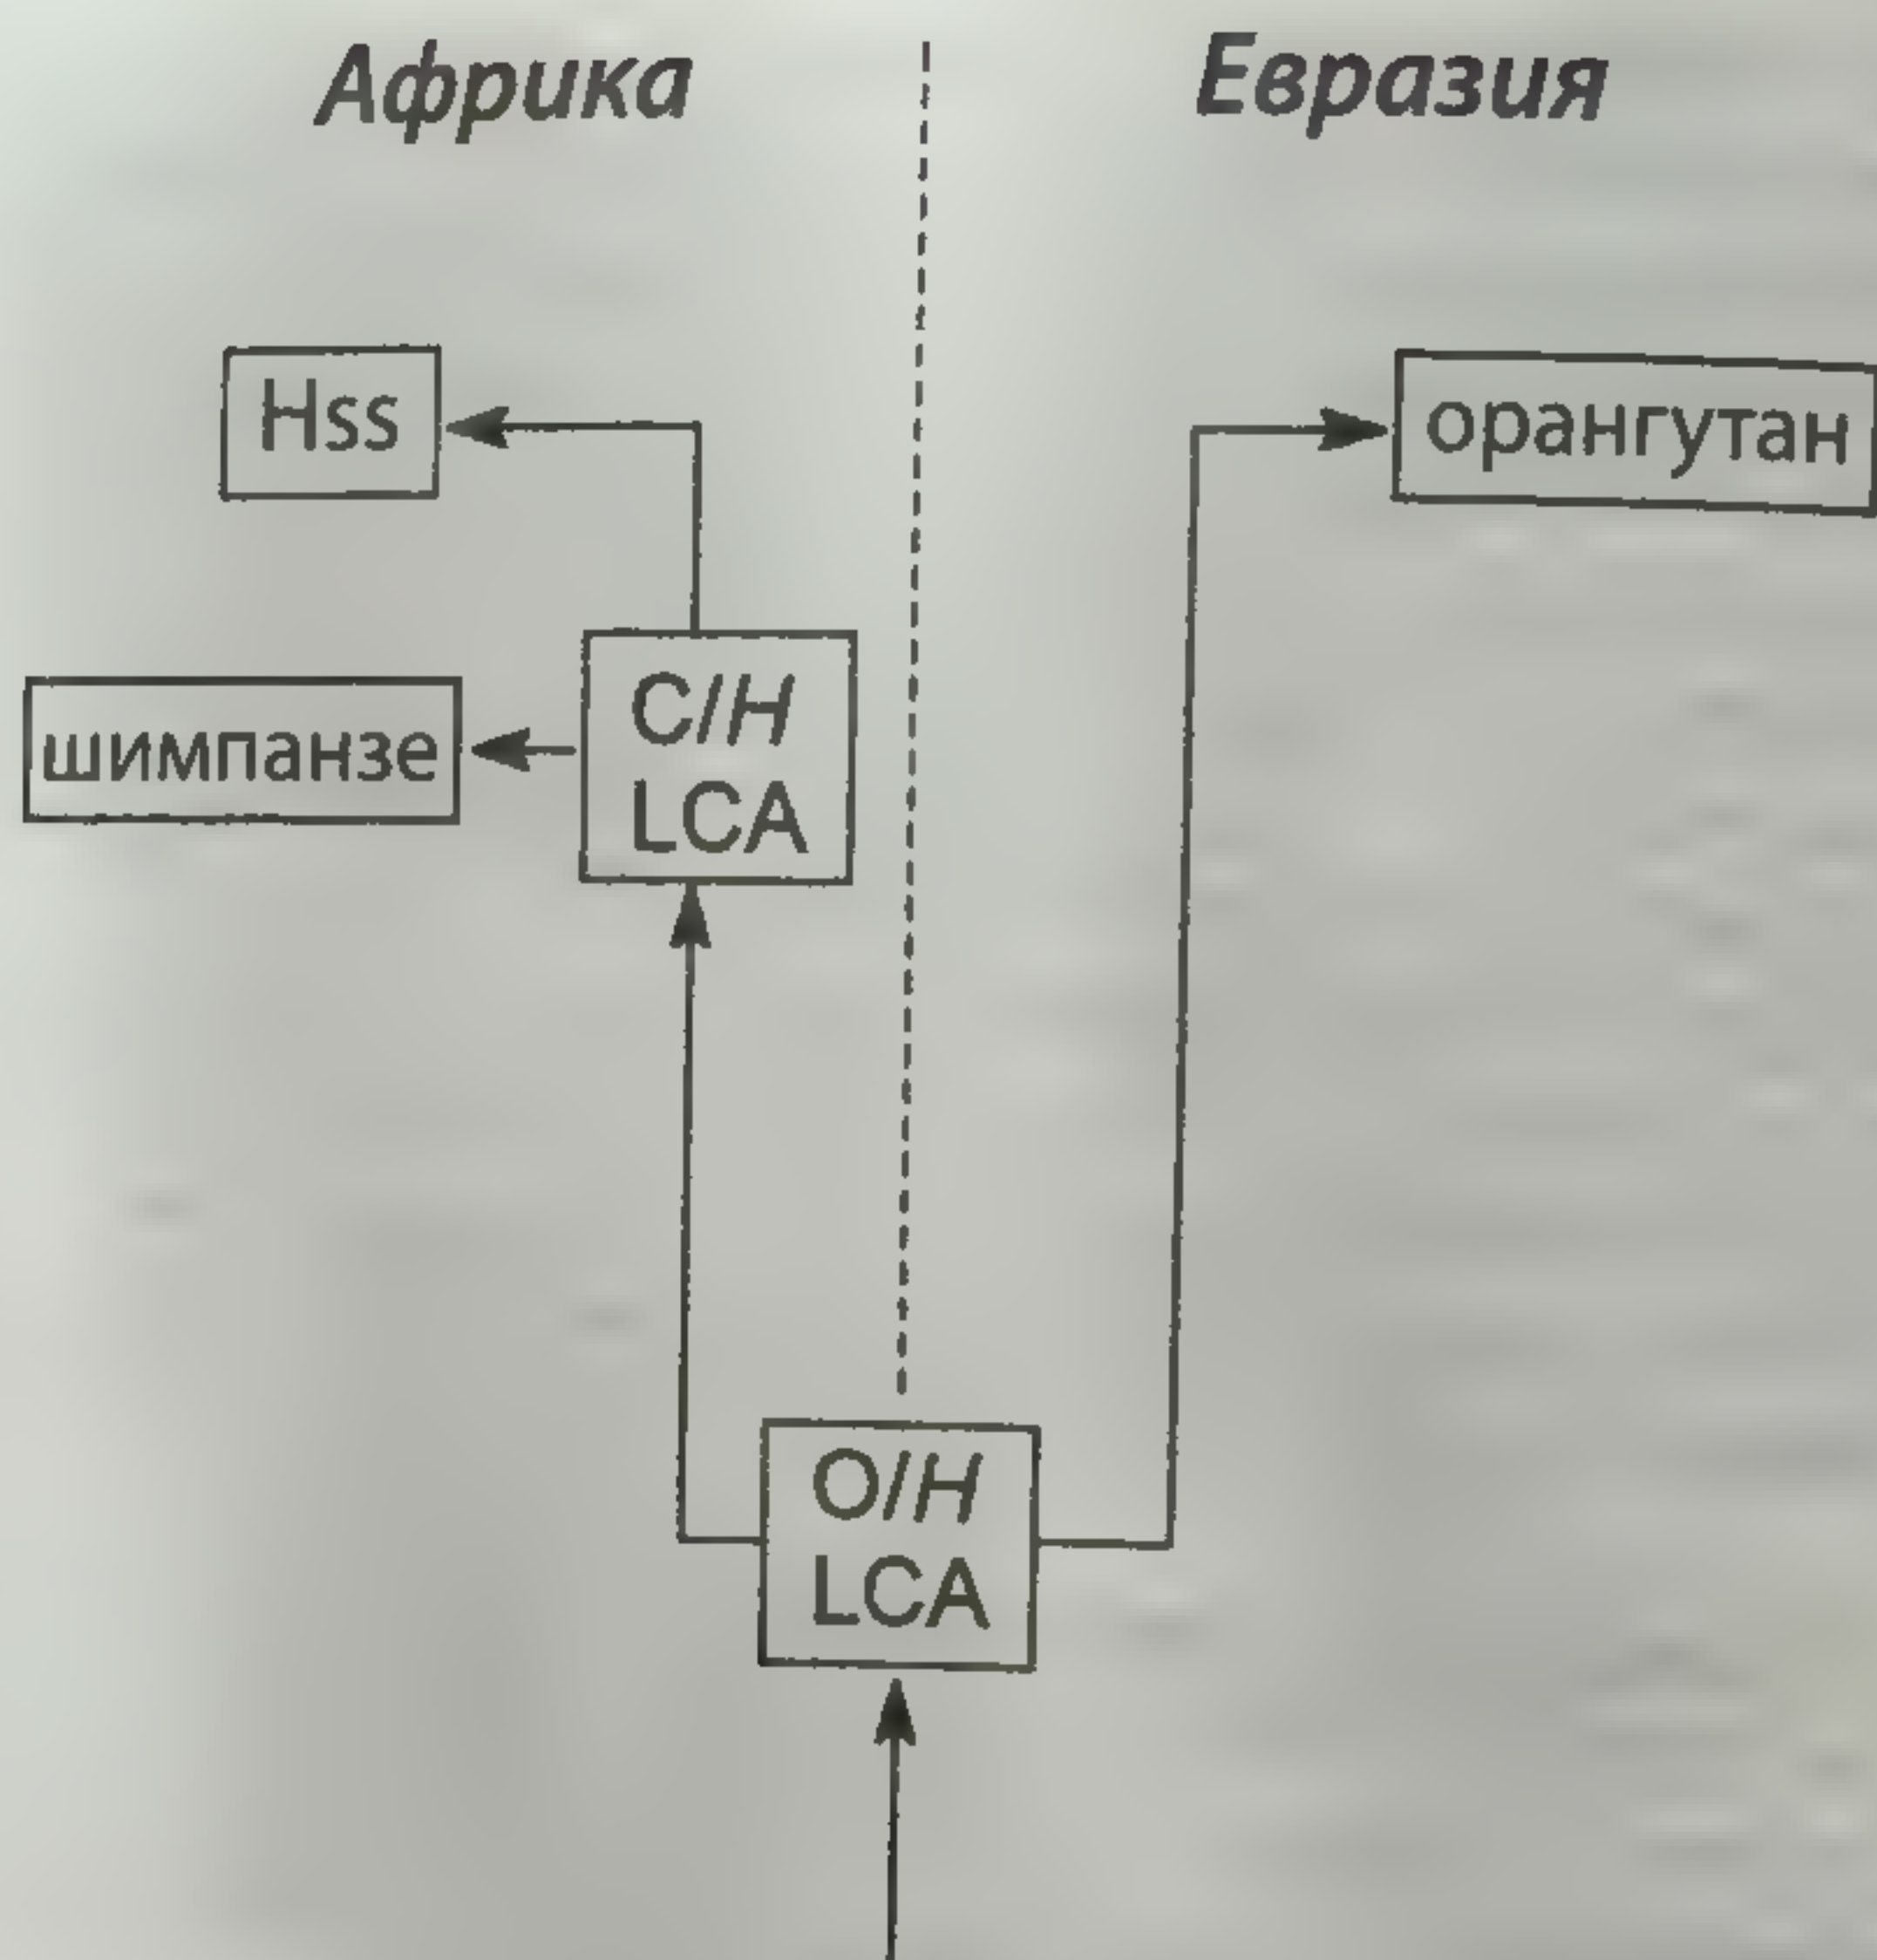 Африка
Евразия
Hss
орангутан
шимпанзе
C/H
LCA
O/H
LCA